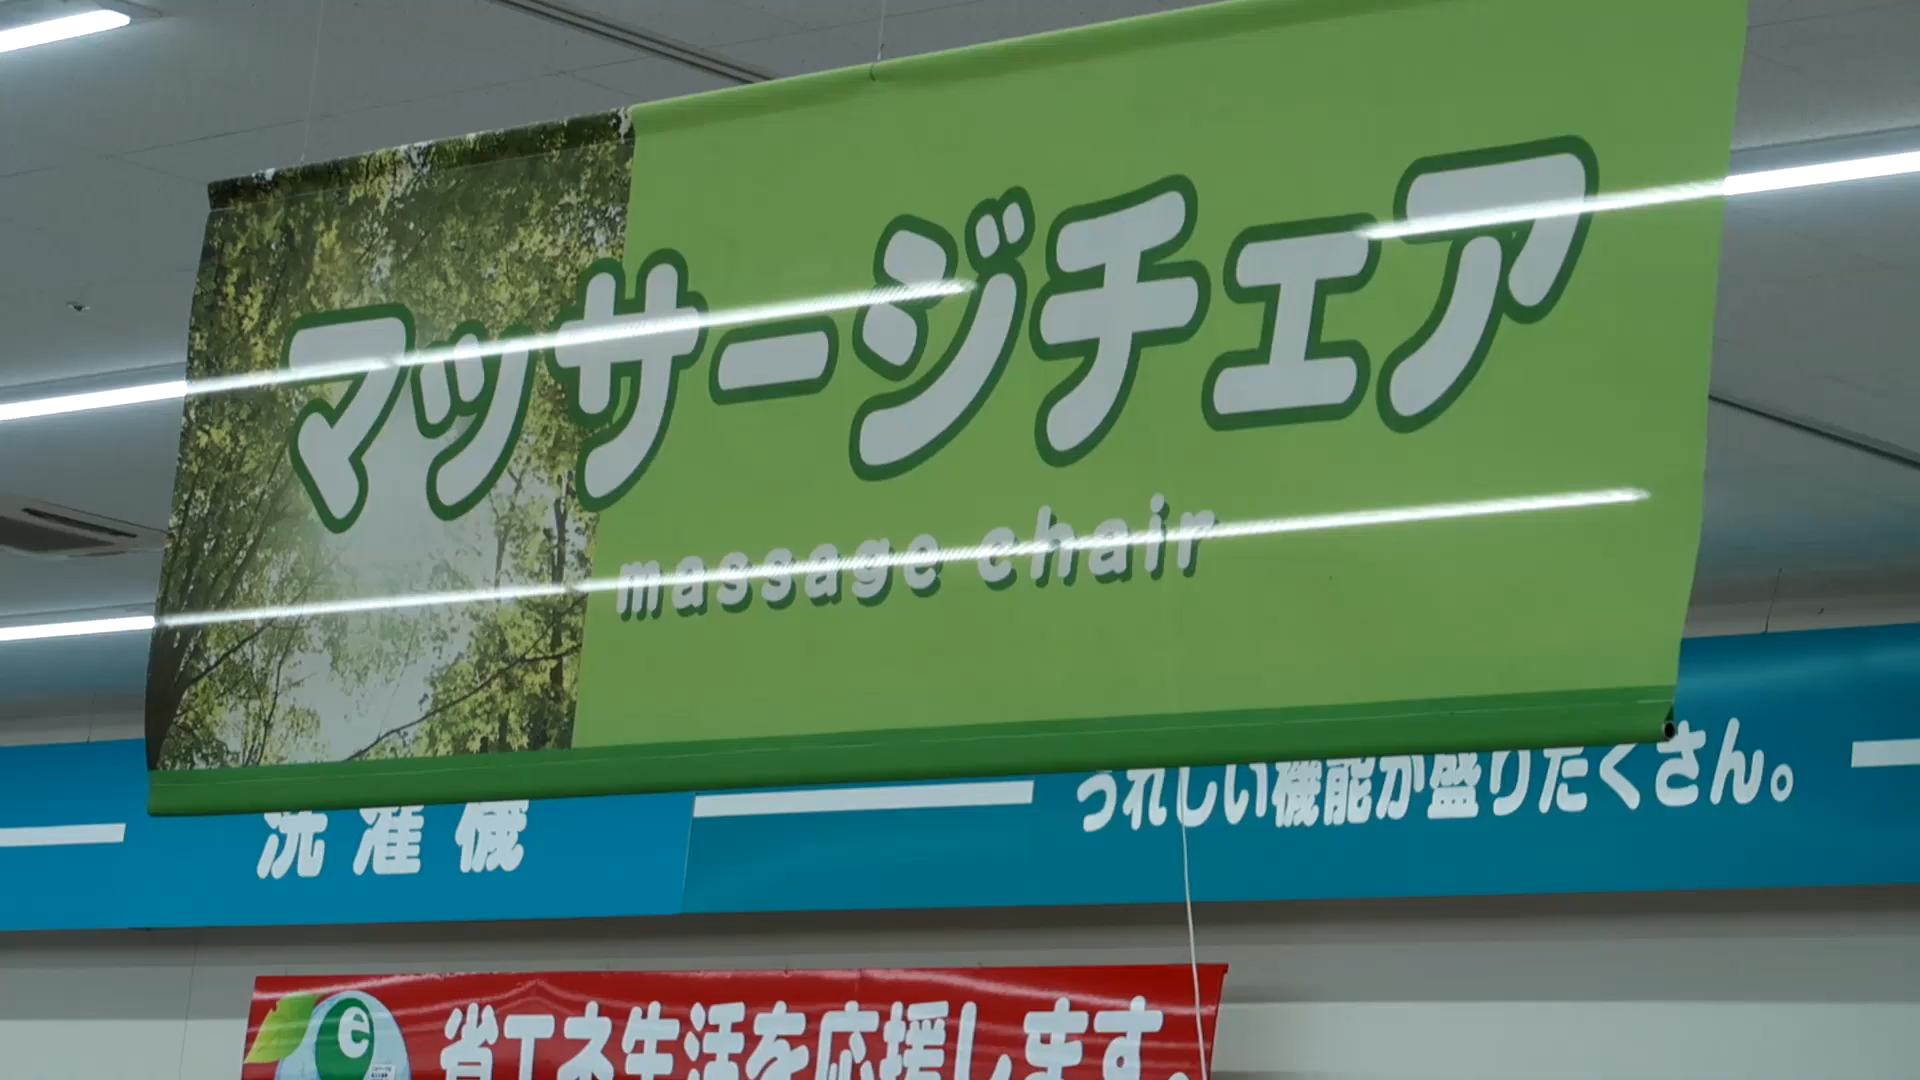 マッサージチェア
massage chair
洗濯機
うれしい機能が盛りだくさん。
e
省エネ生活を応援します。